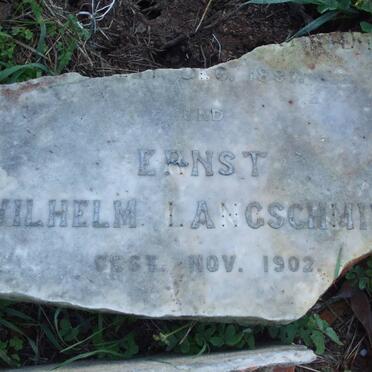 UND
ERNST
WILHELM LANGSCHMI
GEST. NOV. 1902